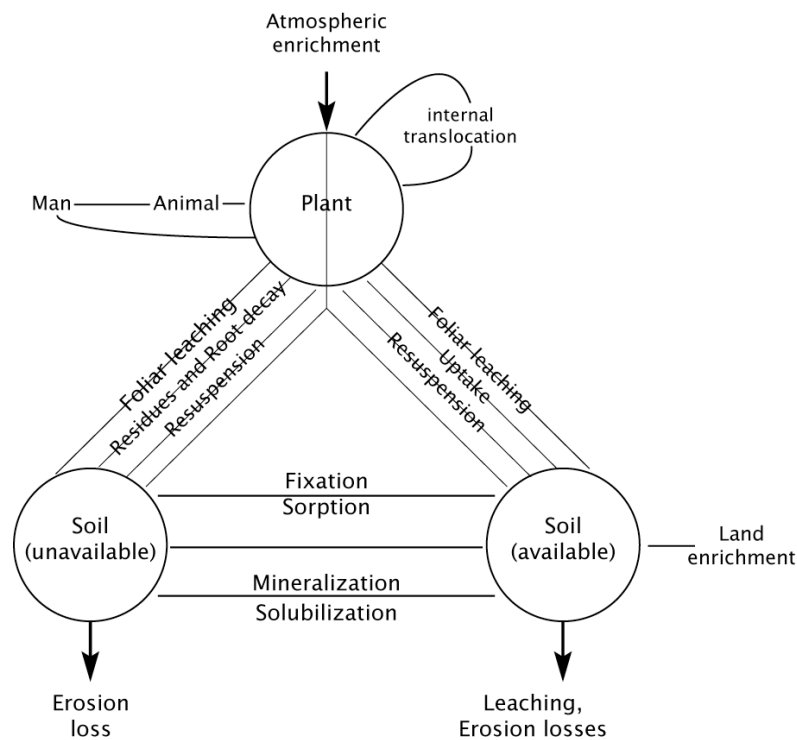 Atmospheric
enrichment
internal
translocation
Man
Animal
Plant
Foliar leaching
Residues and Root decay
Resuspension
Foliar leaching
Uptake
Resuspension
Fixation
Sorption
Soil
(unavailable)
Soil
(available)
Land
enrichment
Mineralization
Solubilization
Erosion
loss
Leaching,
Erosion losses